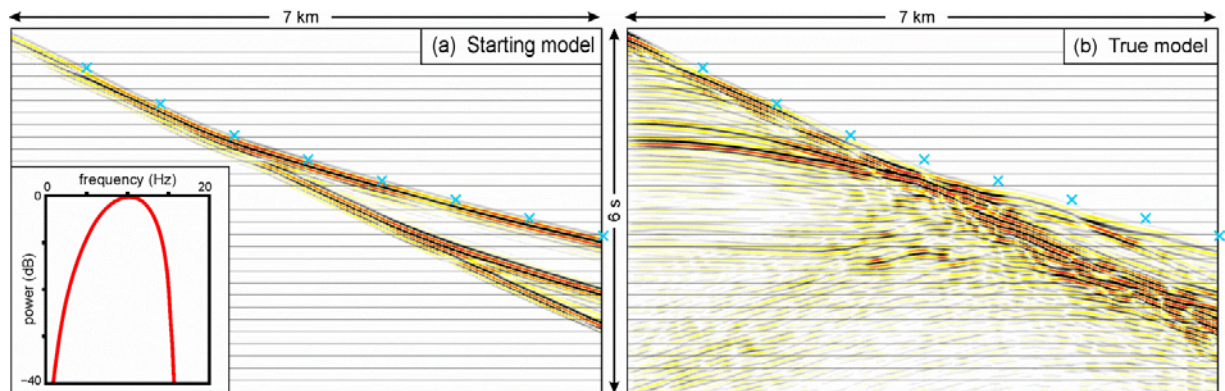 7 km
7 km
(a) Starting model
(b) True model
6 s
frequency (Hz)
0
20
0
power (dB)
−40